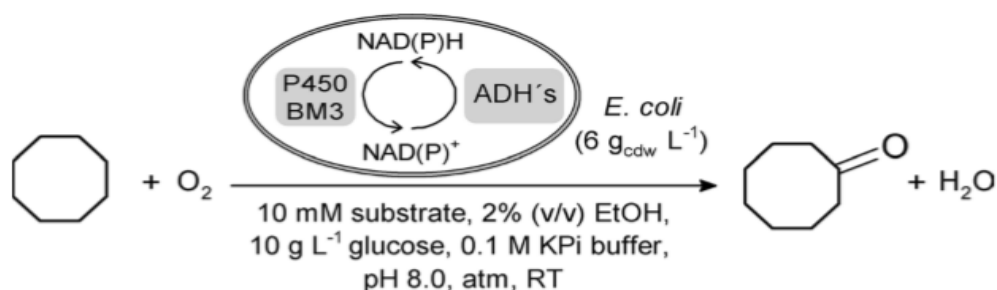 NAD(P)H
P450
BM3
ADH´s
NAD(P)⁺
E. coli
(6 g_cdw L⁻¹)
+ O₂
O
+ H₂O
10 mM substrate, 2% (v/v) EtOH,
10 g L⁻¹ glucose, 0.1 M KPi buffer,
pH 8.0, atm, RT